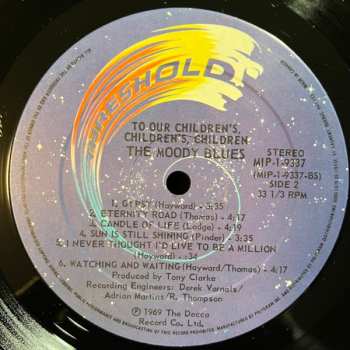 THRESHOLD
TO OUR CHILDREN'S,
CHILDREN'S, CHILDREN
THE MOODY BLUES
STEREO
MIP-1-9337
(MIP-1-9337-BS)
SIDE 2
33 1/3 RPM
1. GYPSY (Hayward) - 3:35
2. ETERNITY ROAD (Thomas) - 4:17
3. CANDLE OF LIFE (Lodge) - 4:19
4. SUN IS STILL SHINING (Pinder) - 3:39
5. I NEVER THOUGHT I'D LIVE TO BE A MILLION
(Hayward) - :34
6. WATCHING AND WAITING (Hayward/Thomas) - 4:17
Produced by Tony Clarke
Recording Engineers: Derek Varnals/
Adrian Martins/R. Thompson
℗ 1969 The Decca
Record Co. Ltd.